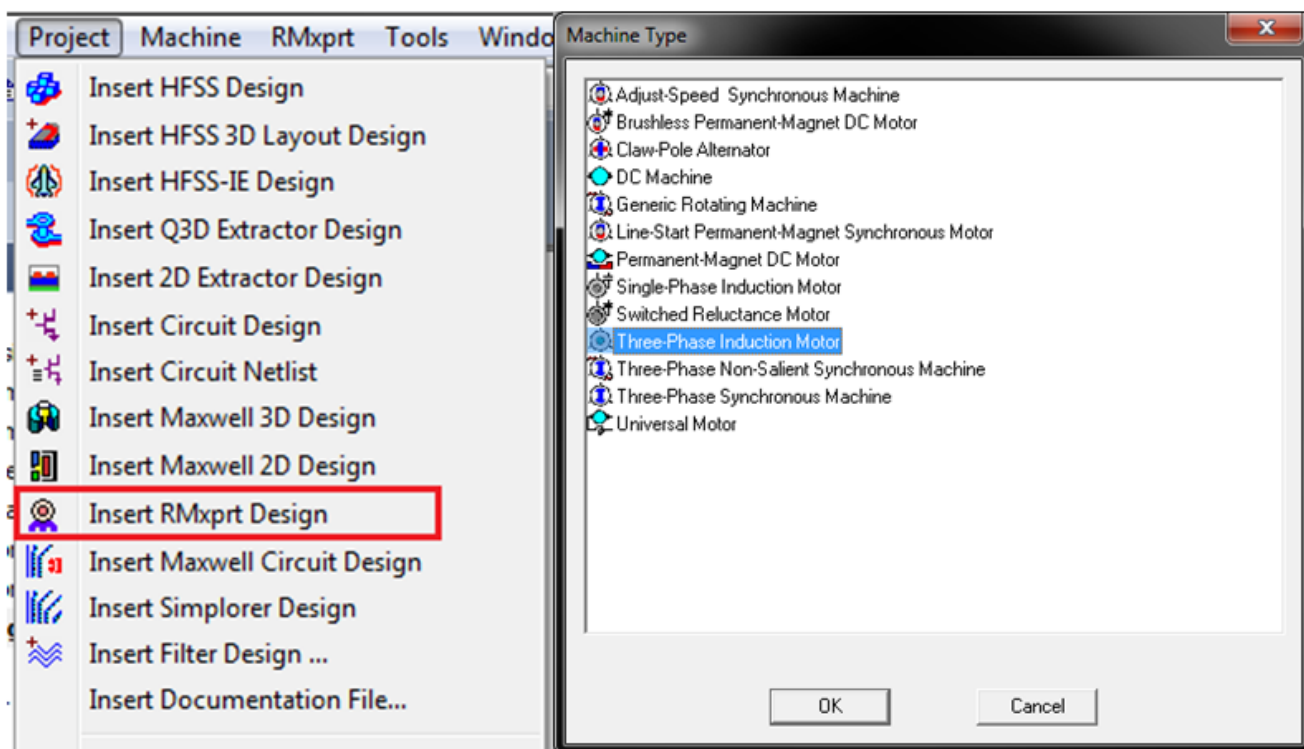 Project Machine RMxprt Tools Windo
Insert HFSS Design
Insert HFSS 3D Layout Design
Insert HFSS-IE Design
Insert Q3D Extractor Design
Insert 2D Extractor Design
Insert Circuit Design
Insert Circuit Netlist
Insert Maxwell 3D Design
Insert Maxwell 2D Design
Insert RMxprt Design
Insert Maxwell Circuit Design
Insert Simplorer Design
Insert Filter Design ...
Insert Documentation File...
Machine Type
Adjust-Speed Synchronous Machine
Brushless Permanent-Magnet DC Motor
Claw-Pole Alternator
DC Machine
Generic Rotating Machine
Line-Start Permanent-Magnet Synchronous Motor
Permanent-Magnet DC Motor
Single-Phase Induction Motor
Switched Reluctance Motor
Three-Phase Induction Motor
Three-Phase Non-Salient Synchronous Machine
Three-Phase Synchronous Machine
Universal Motor
OK Cancel